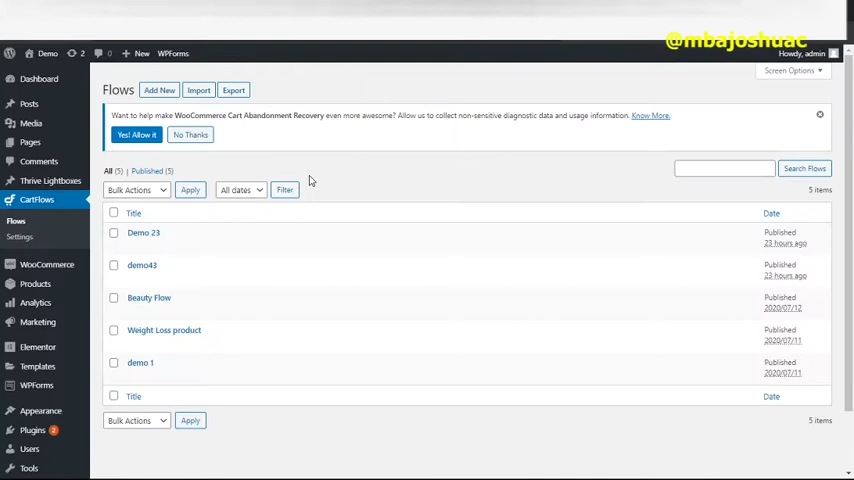 @mbajoshuac
Demo 2 0 New WPForms Howdy, admin
Screen Options
Dashboard
Posts
Media
Pages
Comments
Thrive Lightboxes
CartFlows
Flows
Settings
WooCommerce
Products
Analytics
Marketing
Elementor
Templates
WPForms
Appearance
Plugins 2
Users
Tools
Flows Add New Import Export
Want to help make WooCommerce Cart Abandonment Recovery even more awesome? Allow us to collect non-sensitive diagnostic data and usage information. Know More.
Yes! Allow it No Thanks
All (5) | Published (5)
Search Flows
Bulk Actions Apply All dates Filter 5 items
Title Date
Demo 23 Published
23 hours ago
demo43 Published
23 hours ago
Beauty Flow Published
2020/07/12
Weight Loss product Published
2020/07/11
demo 1 Published
2020/07/11
Title Date
Bulk Actions Apply 5 items